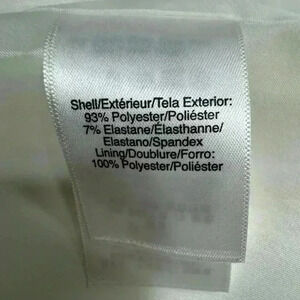 Shell/Extérieur/Tela Exterior:
93% Polyester/Poliéster
7% Elastane/Élasthanne/
Elastano/Spandex
Lining/Doublure/Forro:
100% Polyester/Poliéster